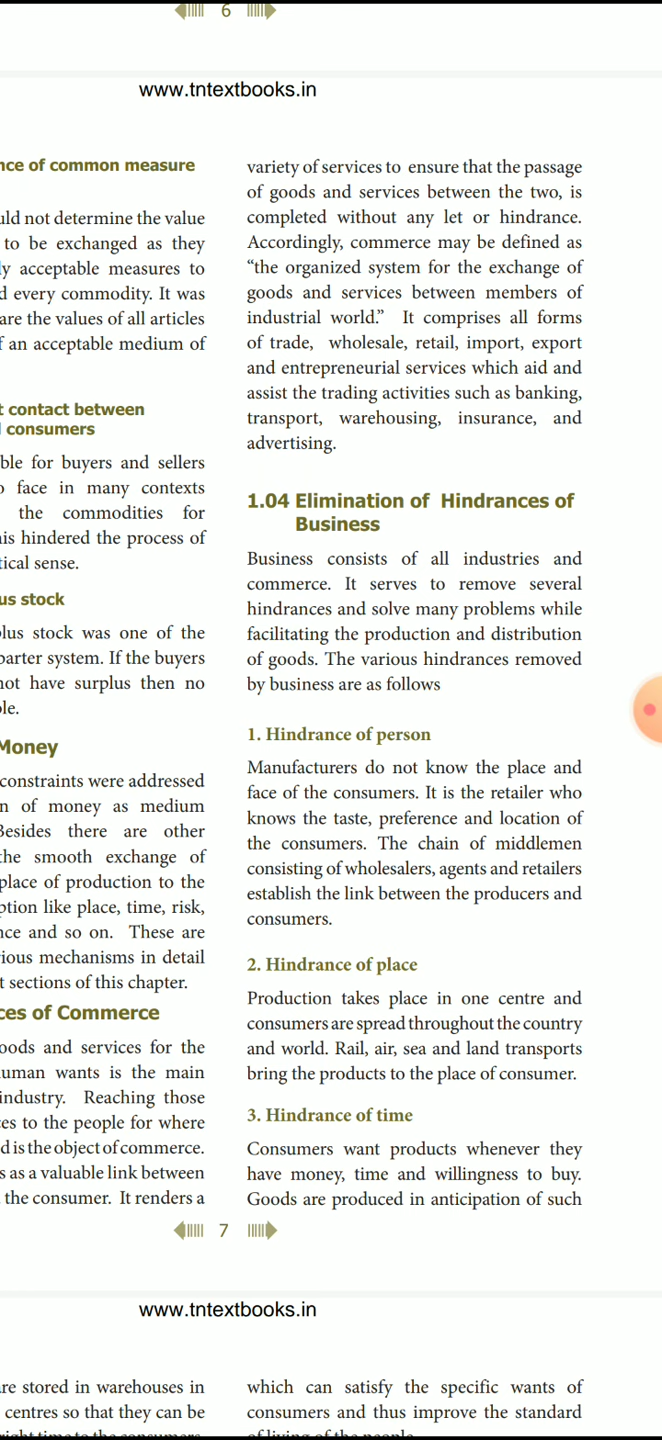 6
www.tntextbooks.in
nce of common measure
uld not determine the value
to be exchanged as they
ly acceptable measures to
d every commodity. It was
are the values of all articles
f an acceptable medium of
t contact between
l consumers
ble for buyers and sellers
o face in many contexts
the commodities for
his hindered the process of
tical sense.
us stock
plus stock was one of the
barter system. If the buyers
not have surplus then no
ole.
Money
constraints were addressed
n of money as medium
Besides there are other
the smooth exchange of
place of production to the
ption like place, time, risk,
nce and so on. These are
rious mechanisms in detail
t sections of this chapter.
ces of Commerce
oods and services for the
uman wants is the main
industry. Reaching those
ces to the people for where
d is the object of commerce.
s as a valuable link between
the consumer. It renders a
variety of services to ensure that the passage
of goods and services between the two, is
completed without any let or hindrance.
Accordingly, commerce may be defined as
“the organized system for the exchange of
goods and services between members of
industrial world.” It comprises all forms
of trade, wholesale, retail, import, export
and entrepreneurial services which aid and
assist the trading activities such as banking,
transport, warehousing, insurance, and
advertising.
1.04 Elimination of Hindrances of
Business
Business consists of all industries and
commerce. It serves to remove several
hindrances and solve many problems while
facilitating the production and distribution
of goods. The various hindrances removed
by business are as follows
1. Hindrance of person
Manufacturers do not know the place and
face of the consumers. It is the retailer who
knows the taste, preference and location of
the consumers. The chain of middlemen
consisting of wholesalers, agents and retailers
establish the link between the producers and
consumers.
2. Hindrance of place
Production takes place in one centre and
consumers are spread throughout the country
and world. Rail, air, sea and land transports
bring the products to the place of consumer.
3. Hindrance of time
Consumers want products whenever they
have money, time and willingness to buy.
Goods are produced in anticipation of such
7
www.tntextbooks.in
re stored in warehouses in
centres so that they can be
right time to the consumers
which can satisfy the specific wants of
consumers and thus improve the standard
of living of the people